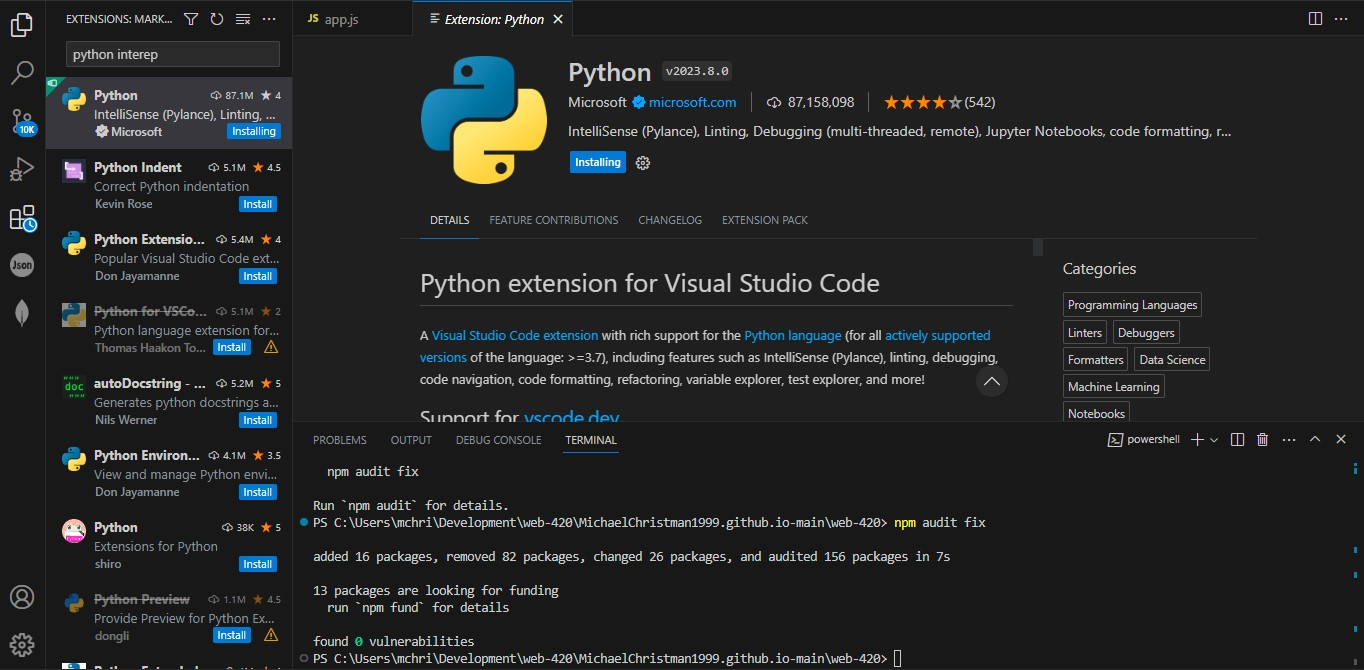 EXTENSIONS: MARK...
python interep
Python 87.1M 4
IntelliSense (Pylance), Linting, ...
Microsoft Installing
Python Indent 5.1M 4.5
Correct Python indentation
Kevin Rose Install
Python Extensio... 5.4M 4
Popular Visual Studio Code ext...
Don Jayamanne Install
Python for VSCo... 5.1M 2
Python language extension for...
Thomas Haakon To... Install
doc
autoDocstring - ... 5.2M 5
Generates python docstrings a...
Nils Werner Install
Python Environ... 4.1M 3.5
View and manage Python envi...
Don Jayamanne Install
Python 38K 5
Extensions for Python
shiro Install
Python Preview 1.1M 4.5
Provide Preview for Python Ex...
dongli Install
10K
Json
JS app.js
Extension: Python
Python v2023.8.0
Microsoft microsoft.com 87,158,098 (542)
IntelliSense (Pylance), Linting, Debugging (multi-threaded, remote), Jupyter Notebooks, code formatting, r...
Installing
DETAILS FEATURE CONTRIBUTIONS CHANGELOG EXTENSION PACK
Python extension for Visual Studio Code
A Visual Studio Code extension with rich support for the Python language (for all actively supported
versions of the language: >=3.7), including features such as IntelliSense (Pylance), linting, debugging,
code navigation, code formatting, refactoring, variable explorer, test explorer, and more!
Support for vscode.dev
Categories
Programming Languages
Linters Debuggers
Formatters Data Science
Machine Learning
Notebooks
PROBLEMS OUTPUT DEBUG CONSOLE TERMINAL powershell
npm audit fix
Run `npm audit` for details.
PS C:\Users\mchri\Development\web-420\MichaelChristman1999.github.io-main\web-420> npm audit fix
added 16 packages, removed 82 packages, changed 26 packages, and audited 156 packages in 7s
13 packages are looking for funding
run `npm fund` for details
found 0 vulnerabilities
PS C:\Users\mchri\Development\web-420\MichaelChristman1999.github.io-main\web-420>